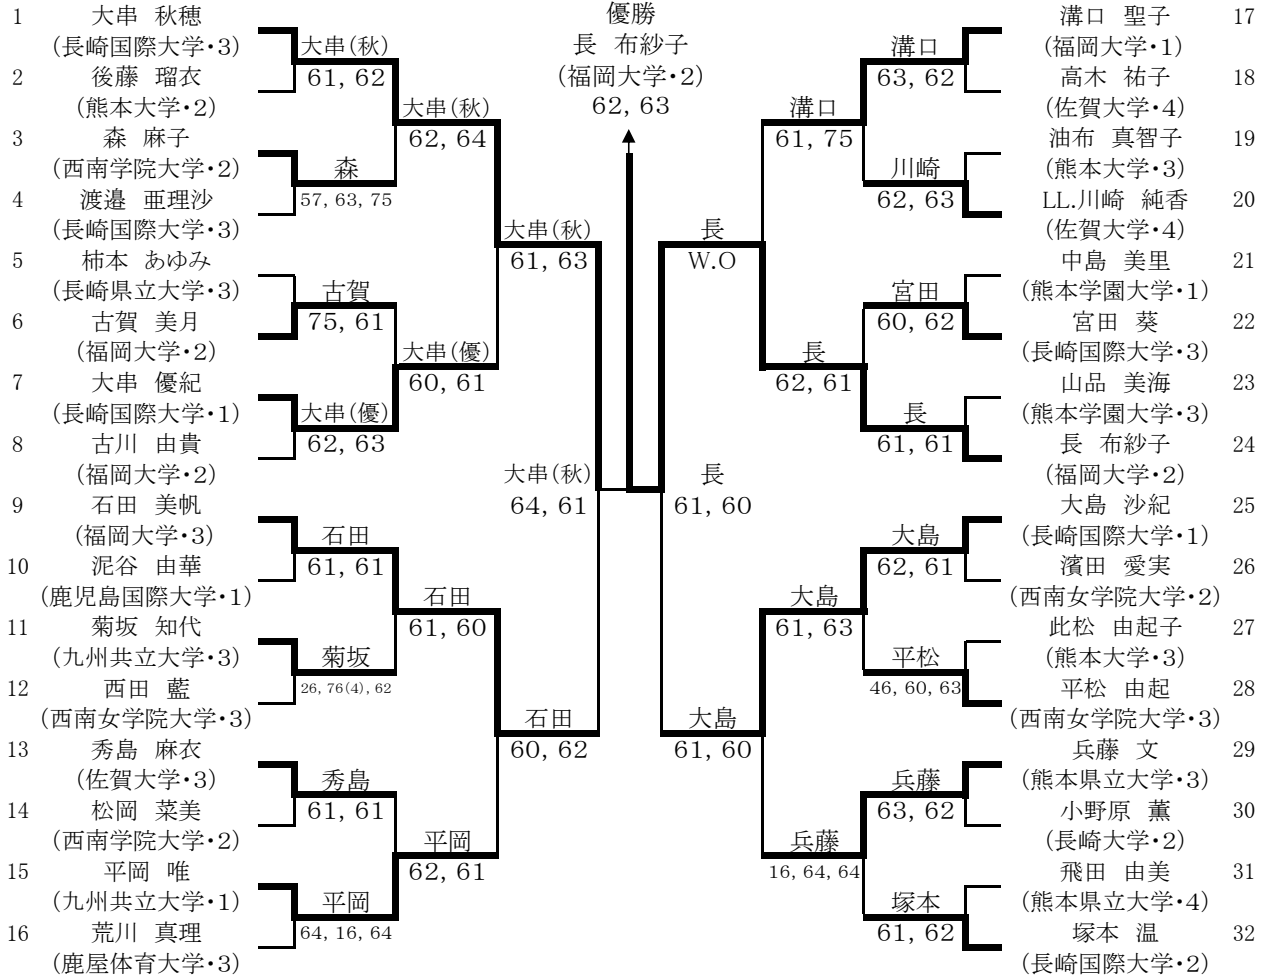 優勝
長 布紗子
(福岡大学・2)
62, 63
1 大串 秋穂
(長崎国際大学・3)
2 後藤 瑠衣
(熊本大学・2)
3 森 麻子
(西南学院大学・2)
4 渡邉 亜理沙
(長崎国際大学・3)
5 柿本 あゆみ
(長崎県立大学・3)
6 古賀 美月
(福岡大学・2)
7 大串 優紀
(長崎国際大学・1)
8 古川 由貴
(福岡大学・2)
9 石田 美帆
(福岡大学・3)
10 泥谷 由華
(鹿児島国際大学・1)
11 菊坂 知代
(九州共立大学・3)
12 西田 藍
(西南女学院大学・3)
13 秀島 麻衣
(佐賀大学・3)
14 松岡 菜美
(西南学院大学・2)
15 平岡 唯
(九州共立大学・1)
16 荒川 真理
(鹿屋体育大学・3)
大串(秋)
61, 62
森
57, 63, 75
古賀
75, 61
大串(優)
62, 63
石田
61, 61
菊坂
26, 76(4), 62
秀島
61, 61
平岡
64, 16, 64
大串(秋)
62, 64
大串(優)
60, 61
石田
61, 60
平岡
62, 61
大串(秋)
61, 63
石田
60, 62
大串(秋)
64, 61
長
61, 60
長
W.O
大島
61, 60
溝口
61, 75
長
62, 61
大島
61, 63
兵藤
16, 64, 64
溝口
63, 62
川崎
62, 63
宮田
60, 62
長
61, 61
大島
62, 61
平松
46, 60, 63
兵藤
63, 62
塚本
61, 62
溝口 聖子 17
(福岡大学・1)
高木 祐子 18
(佐賀大学・4)
油布 真智子 19
(熊本大学・3)
LL.川崎 純香 20
(佐賀大学・4)
中島 美里 21
(熊本学園大学・1)
宮田 葵 22
(長崎国際大学・3)
山品 美海 23
(熊本学園大学・3)
長 布紗子 24
(福岡大学・2)
大島 沙紀 25
(長崎国際大学・1)
濱田 愛実 26
(西南女学院大学・2)
此松 由起子 27
(熊本大学・3)
平松 由起 28
(西南女学院大学・3)
兵藤 文 29
(熊本県立大学・3)
小野原 薫 30
(長崎大学・2)
飛田 由美 31
(熊本県立大学・4)
塚本 温 32
(長崎国際大学・2)